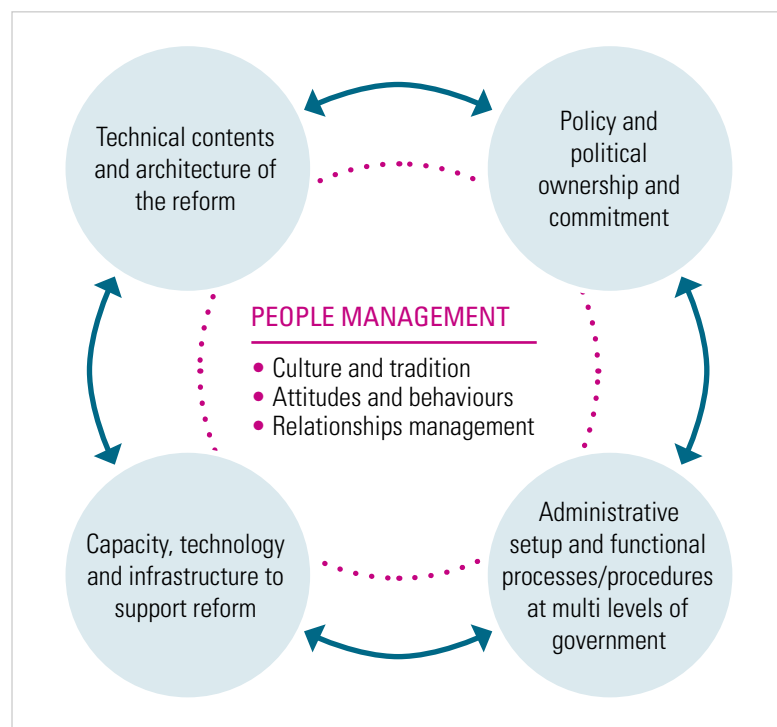 Technical contents
and architecture of
the reform
Policy and
political
ownership and
commitment
PEOPLE MANAGEMENT
• Culture and tradition
• Attitudes and behaviours
• Relationships management
Capacity, technology
and infrastructure to
support reform
Administrative
setup and functional
processes/procedures
at multi levels of
government